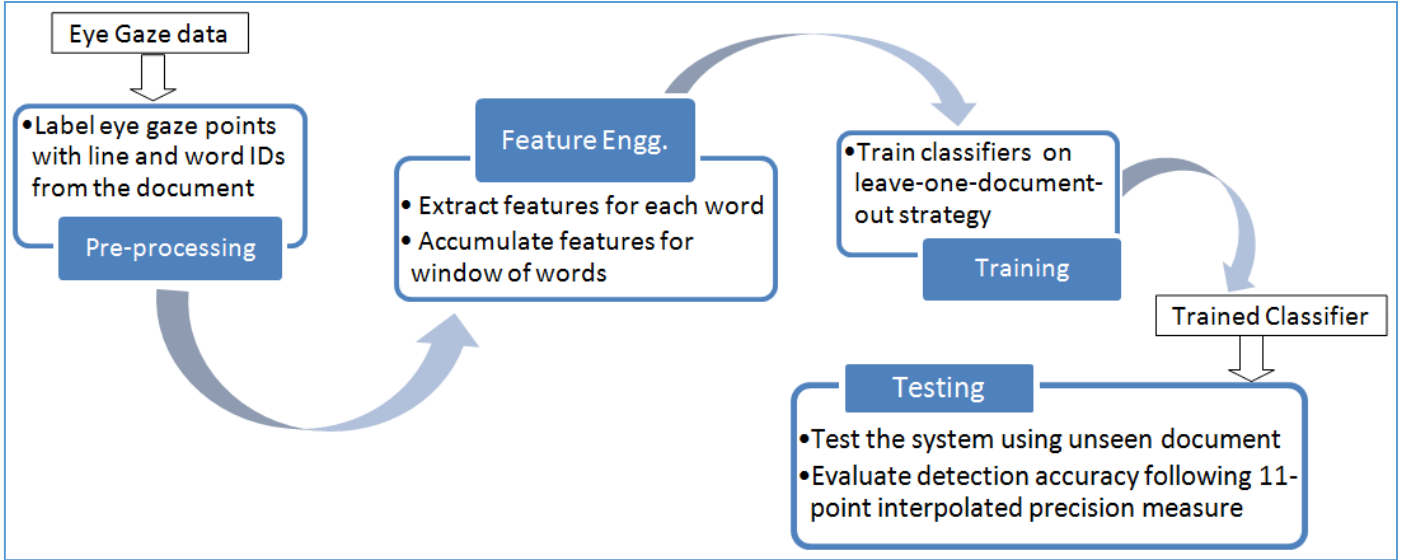 Eye Gaze data
•Label eye gaze points
with line and word IDs
from the document
Pre-processing
Feature Engg.
• Extract features for each word
• Accumulate features for
window of words
•Train classifiers on
leave-one-document-
out strategy
Training
Trained Classifier
Testing
•Test the system using unseen document
•Evaluate detection accuracy following 11-
point interpolated precision measure